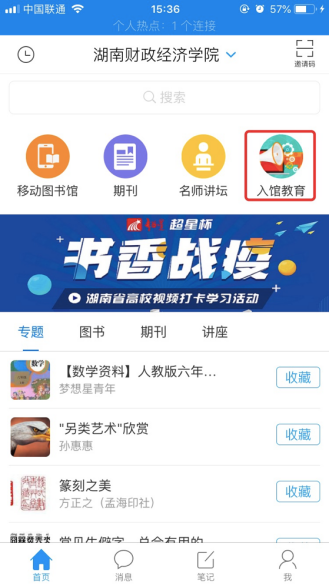 中国联通 15:36 57%
个人热点：1 个连接
湖南财政经济学院
邀请码
搜索
移动图书馆 期刊 名师讲坛 入馆教育
超星杯
书香战疫
湖南省高校视频打卡学习活动
专题 图书 期刊 讲座
【数学资料】人教版六年...
梦想星青年
收藏
"另类艺术"欣赏
孙惠惠
收藏
篆刻之美
方正之（孟海印社）
收藏
常见生僻字，总会有用的
首页 消息 笔记 我